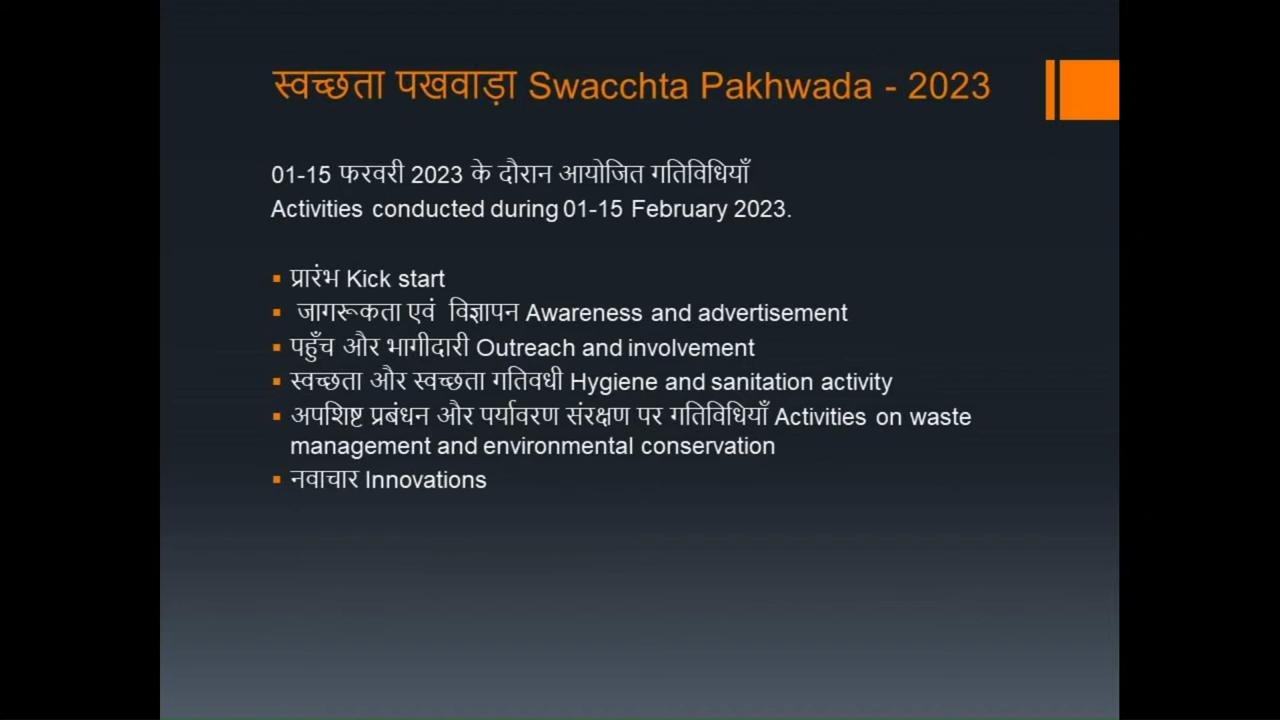 स्वच्छता पखवाड़ा Swacchta Pakhwada - 2023
01-15 फरवरी 2023 के दौरान आयोजित गतिविधियाँ
Activities conducted during 01-15 February 2023.
प्रारंभ Kick start
जागरूकता एवं विज्ञापन Awareness and advertisement
पहुँच और भागीदारी Outreach and involvement
स्वच्छता और स्वच्छता गतिवधी Hygiene and sanitation activity
अपशिष्ट प्रबंधन और पर्यावरण संरक्षण पर गतिविधियाँ Activities on waste
management and environmental conservation
नवाचार Innovations